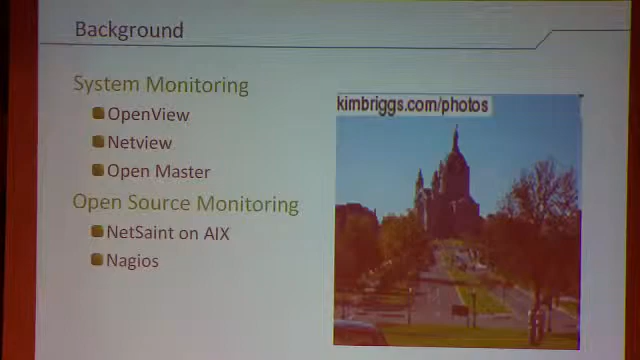 Background
System Monitoring
OpenView
Netview
Open Master
Open Source Monitoring
NetSaint on AIX
Nagios
kimbriggs.com/photos